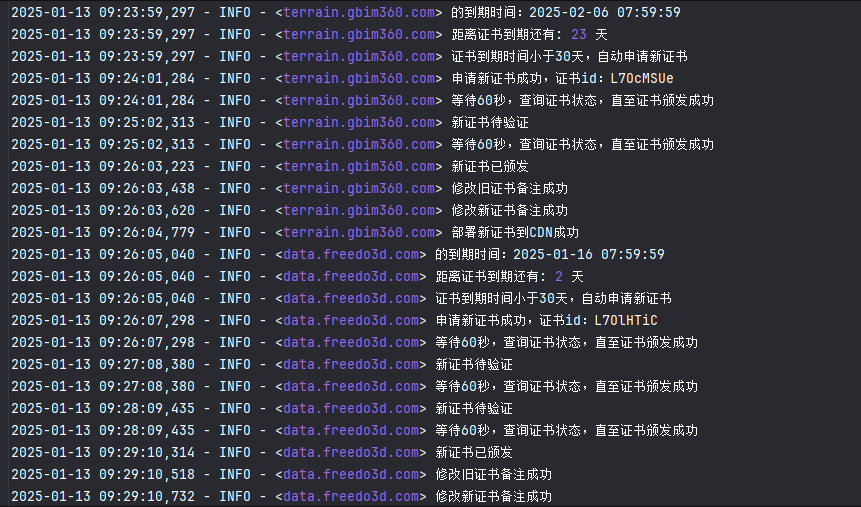 2025-01-13 09:23:59,297 - INFO - <terrain.gbim360.com> 的到期时间：2025-02-06 07:59:59
2025-01-13 09:23:59,297 - INFO - <terrain.gbim360.com> 距离证书到期还有: 23 天
2025-01-13 09:23:59,297 - INFO - <terrain.gbim360.com> 证书到期时间小于30天，自动申请新证书
2025-01-13 09:24:01,284 - INFO - <terrain.gbim360.com> 申请新证书成功，证书id：L7OcMSUe
2025-01-13 09:24:01,284 - INFO - <terrain.gbim360.com> 等待60秒，查询证书状态，直至证书颁发成功
2025-01-13 09:25:02,313 - INFO - <terrain.gbim360.com> 新证书待验证
2025-01-13 09:25:02,313 - INFO - <terrain.gbim360.com> 等待60秒，查询证书状态，直至证书颁发成功
2025-01-13 09:26:03,223 - INFO - <terrain.gbim360.com> 新证书已颁发
2025-01-13 09:26:03,438 - INFO - <terrain.gbim360.com> 修改旧证书备注成功
2025-01-13 09:26:03,620 - INFO - <terrain.gbim360.com> 修改新证书备注成功
2025-01-13 09:26:04,779 - INFO - <terrain.gbim360.com> 部署新证书到CDN成功
2025-01-13 09:26:05,040 - INFO - <data.freedo3d.com> 的到期时间：2025-01-16 07:59:59
2025-01-13 09:26:05,040 - INFO - <data.freedo3d.com> 距离证书到期还有: 2 天
2025-01-13 09:26:05,040 - INFO - <data.freedo3d.com> 证书到期时间小于30天，自动申请新证书
2025-01-13 09:26:07,298 - INFO - <data.freedo3d.com> 申请新证书成功，证书id：L7OlHTiC
2025-01-13 09:26:07,298 - INFO - <data.freedo3d.com> 等待60秒，查询证书状态，直至证书颁发成功
2025-01-13 09:27:08,380 - INFO - <data.freedo3d.com> 新证书待验证
2025-01-13 09:27:08,380 - INFO - <data.freedo3d.com> 等待60秒，查询证书状态，直至证书颁发成功
2025-01-13 09:28:09,435 - INFO - <data.freedo3d.com> 新证书待验证
2025-01-13 09:28:09,435 - INFO - <data.freedo3d.com> 等待60秒，查询证书状态，直至证书颁发成功
2025-01-13 09:29:10,314 - INFO - <data.freedo3d.com> 新证书已颁发
2025-01-13 09:29:10,518 - INFO - <data.freedo3d.com> 修改旧证书备注成功
2025-01-13 09:29:10,732 - INFO - <data.freedo3d.com> 修改新证书备注成功